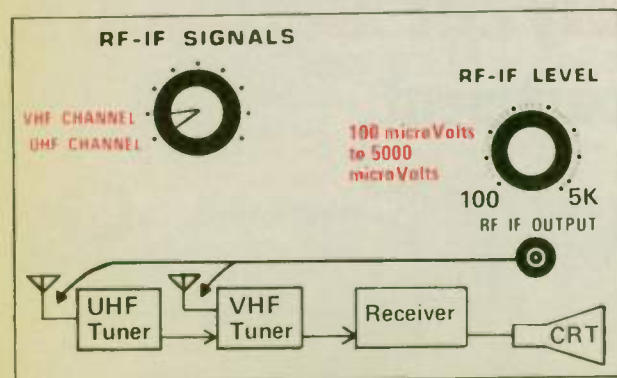 RF-IF SIGNALS
RF-IF LEVEL
VHF CHANNEL
UHF CHANNEL
100 microVolts
to 5000
microVolts
100
5K
RF IF OUTPUT
UHF
Tuner
VHF
Tuner
Receiver
CRT